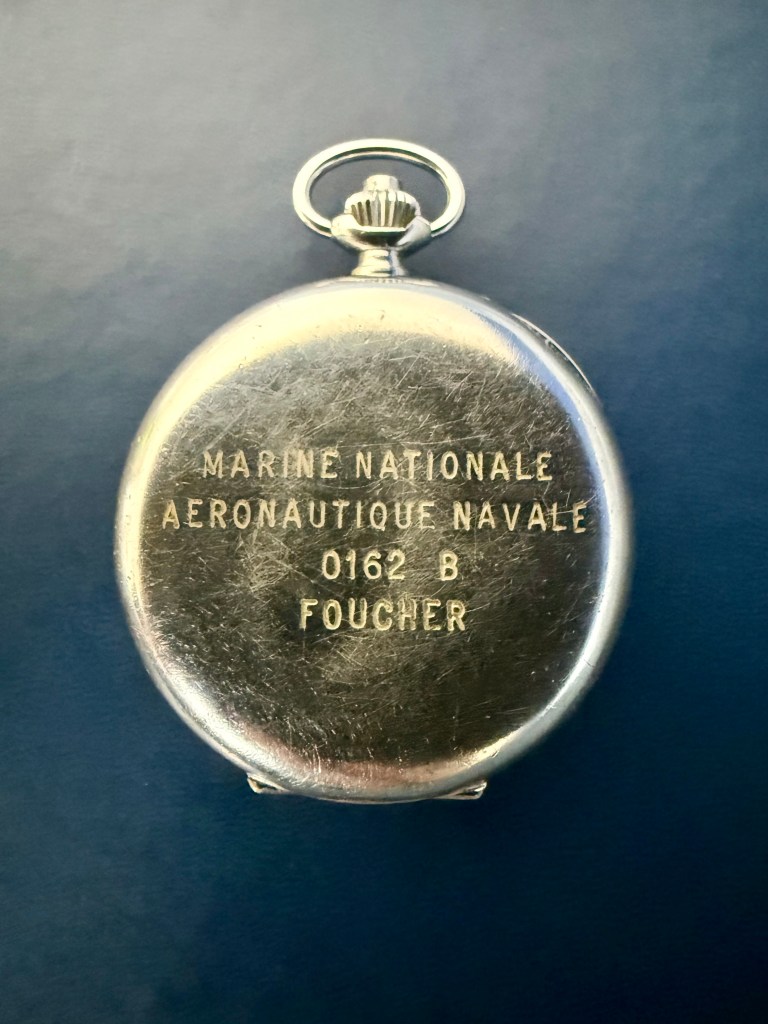 MARINE NATIONALE
AERONAUTIQUE NAVALE
0162 B
FOUCHER